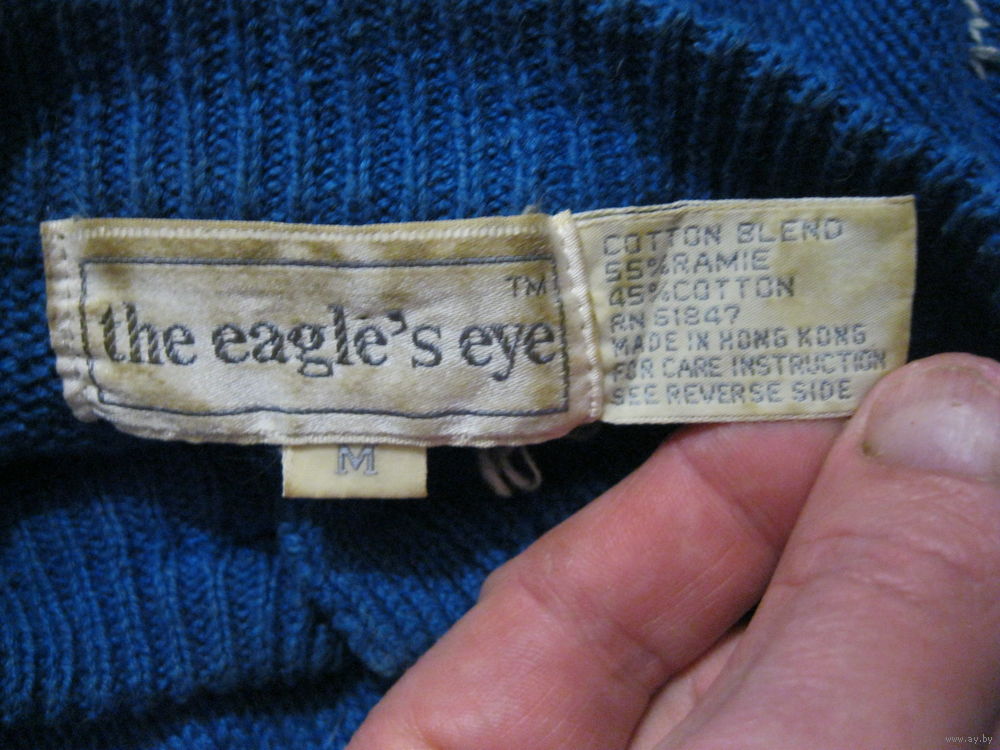 the eagle's eye
TM
M
COTTON BLEND
55%RAMIE
45%COTTON
RN 51847
MADE IN HONG KONG
FOR CARE INSTRUCTION
SEE REVERSE SIDE
www.ay.by